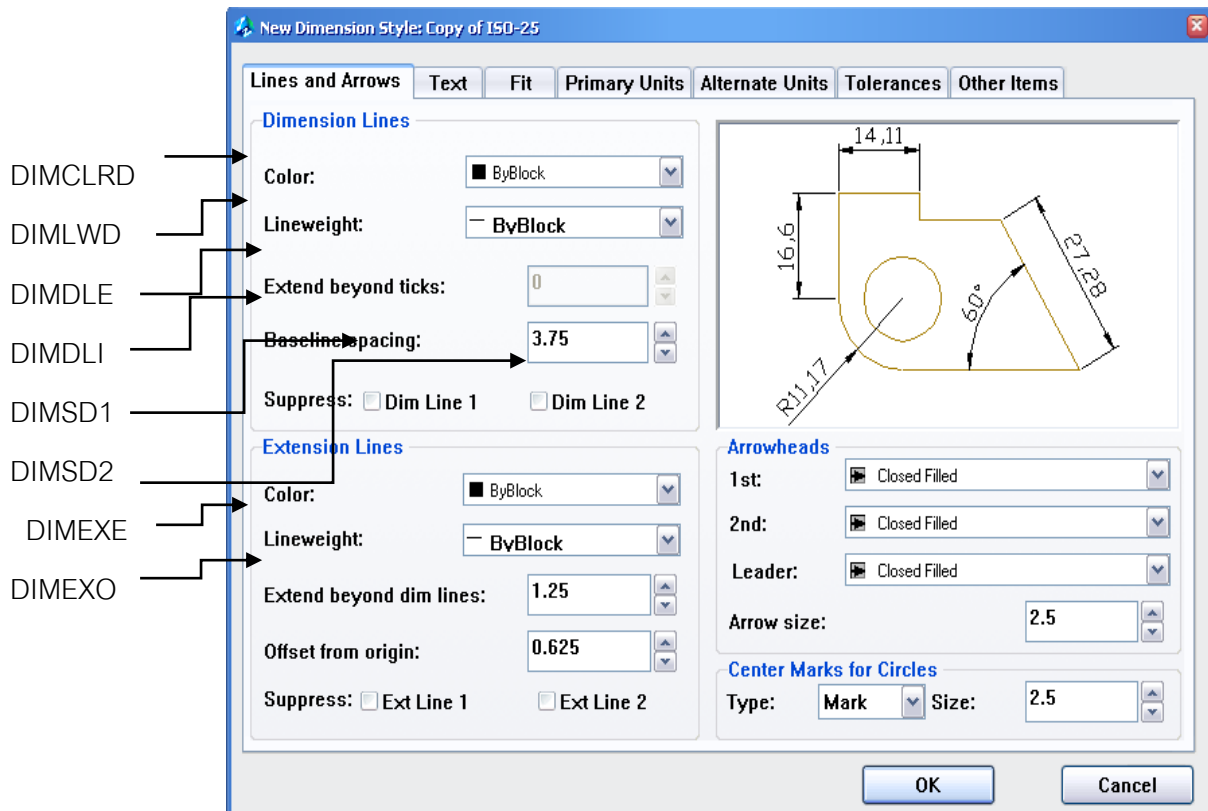 New Dimension Style: Copy of ISO-25
Lines and Arrows
Text
Fit
Primary Units
Alternate Units
Tolerances
Other Items
DIMCLRD
DIMLWD
DIMDLE
DIMDLI
DIMSD1
DIMSD2
DIMEXE
DIMEXO
Dimension Lines
Color: ByBlock
Lineweight: ByBlock
Extend beyond ticks: 0
Baseline spacing: 3.75
Suppress: Dim Line 1 Dim Line 2
Extension Lines
Color: ByBlock
Lineweight: ByBlock
Extend beyond dim lines: 1.25
Offset from origin: 0.625
Suppress: Ext Line 1 Ext Line 2
14,11
16,6
27,28
60°
R11,17
Arrowheads
1st: Closed Filled
2nd: Closed Filled
Leader: Closed Filled
Arrow size: 2.5
Center Marks for Circles
Type: Mark Size: 2.5
OK
Cancel